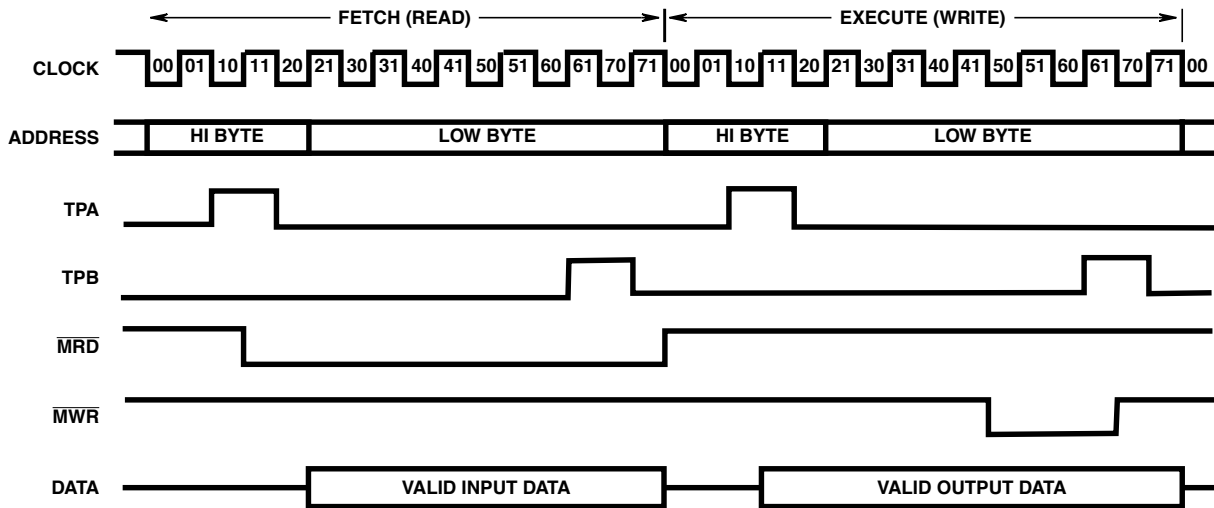 FETCH (READ) EXECUTE (WRITE)
CLOCK 00 01 10 11 20 21 30 31 40 41 50 51 60 61 70 71 00 01 10 11 20 21 30 31 40 41 50 51 60 61 70 71 00
ADDRESS HI BYTE LOW BYTE HI BYTE LOW BYTE
TPA
TPB
MRD
MWR
DATA VALID INPUT DATA VALID OUTPUT DATA